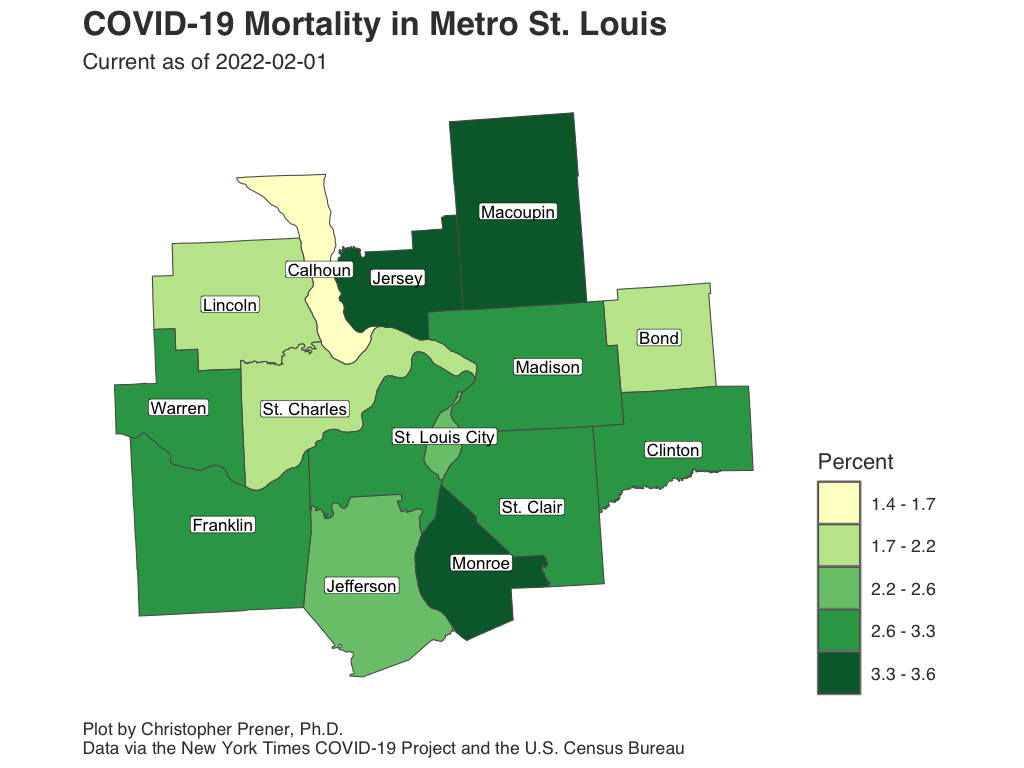 COVID-19 Mortality in Metro St. Louis
Current as of 2022-02-01
Macoupin
Calhoun
Jersey
Lincoln
Bond
Madison
Warren
St. Charles
St. Louis City
Clinton
Percent
1.4 - 1.7
St. Clair
Franklin
1.7 - 2.2
Monroe
Jefferson
2.2 - 2.6
2.6 - 3.3
3.3 - 3.6
Plot by Christopher Prener, Ph.D.
Data via the New York Times COVID-19 Project and the U.S. Census Bureau